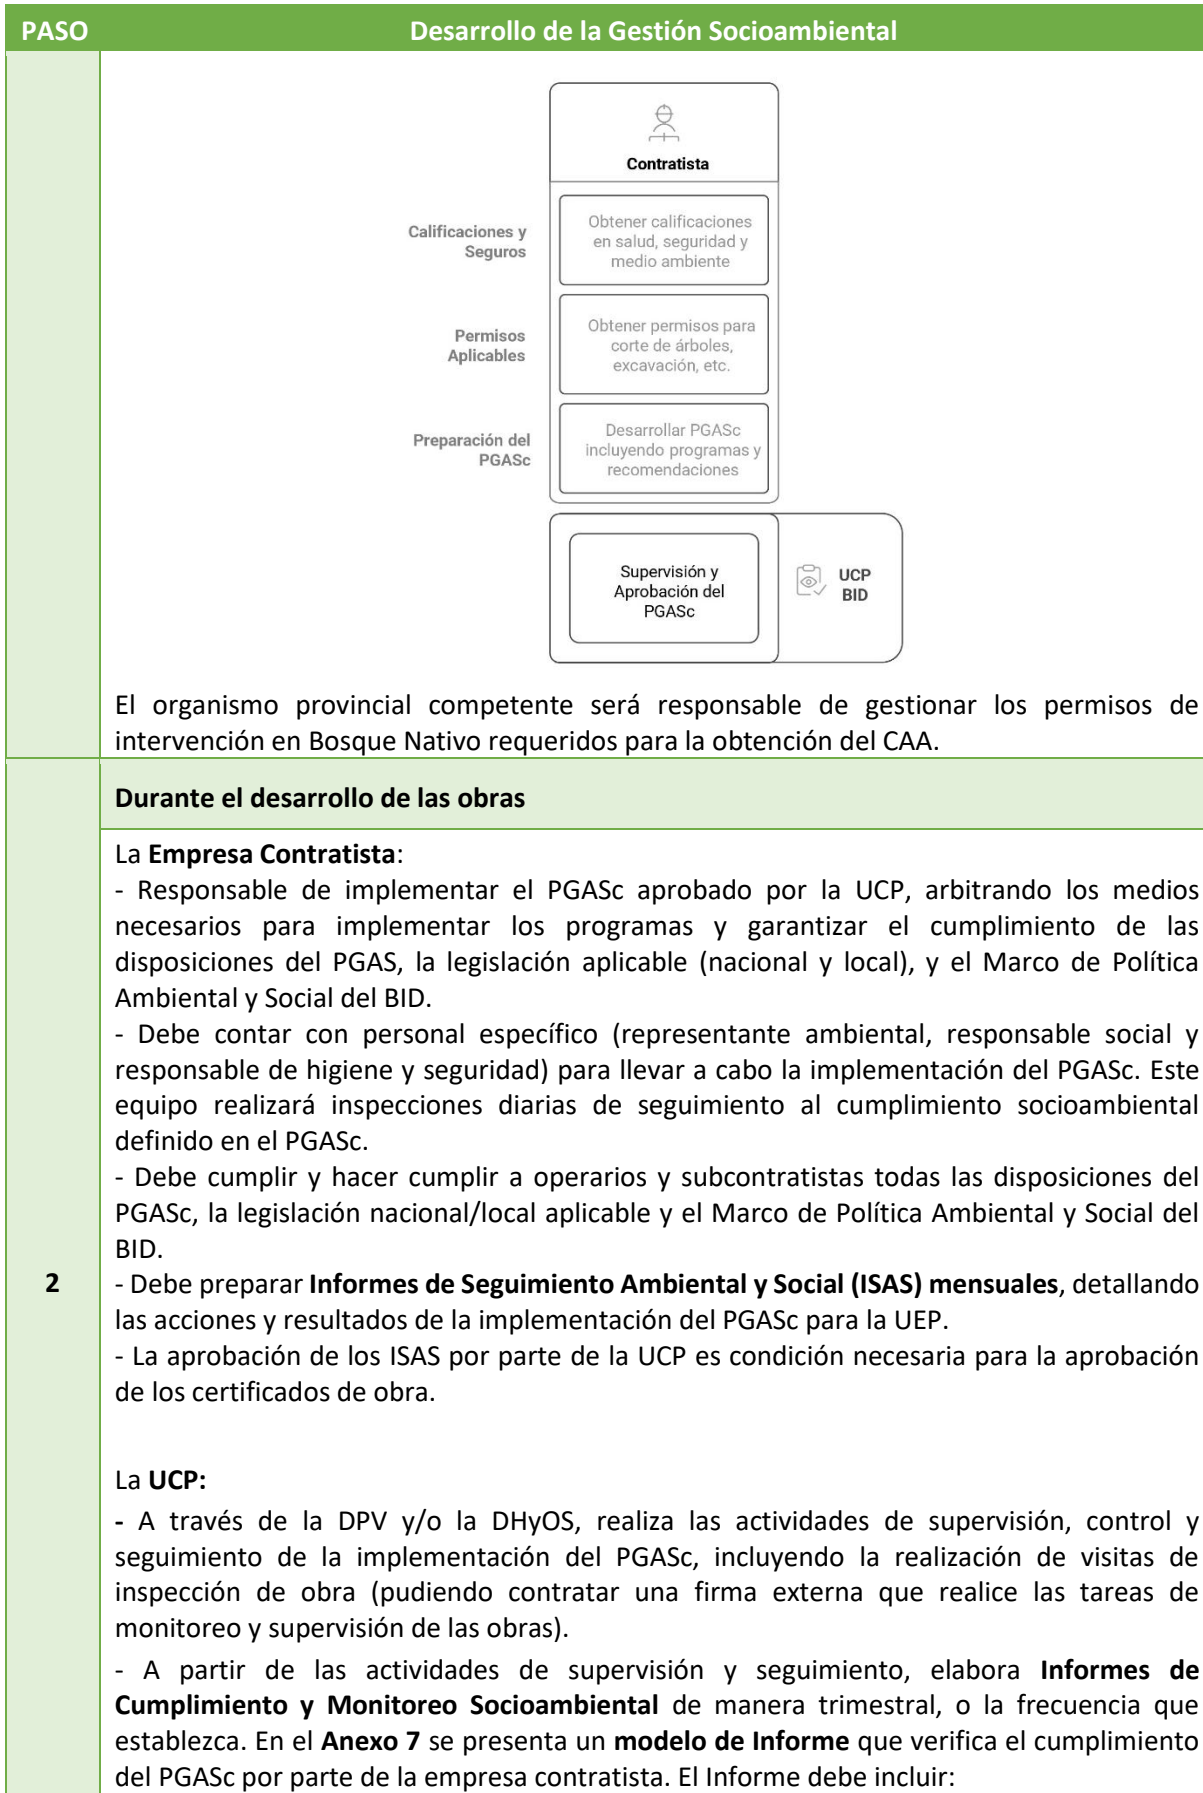 PASO Desarrollo de la Gestión Socioambiental
Contratista
Calificaciones y
Seguros
Obtener calificaciones
en salud, seguridad y
medio ambiente
Permisos
Aplicables
Obtener permisos para
corte de árboles,
excavación, etc.
Preparación del
PGASc
Desarrollar PGASc
incluyendo programas y
recomendaciones
Supervisión y
Aprobación del
PGASc
UCP
BID
El organismo provincial competente será responsable de gestionar los permisos de
intervención en Bosque Nativo requeridos para la obtención del CAA.
2
Durante el desarrollo de las obras
La Empresa Contratista:
- Responsable de implementar el PGASc aprobado por la UCP, arbitrando los medios
necesarios para implementar los programas y garantizar el cumplimiento de las
disposiciones del PGAS, la legislación aplicable (nacional y local), y el Marco de Política
Ambiental y Social del BID.
- Debe contar con personal específico (representante ambiental, responsable social y
responsable de higiene y seguridad) para llevar a cabo la implementación del PGASc. Este
equipo realizará inspecciones diarias de seguimiento al cumplimiento socioambiental
definido en el PGASc.
- Debe cumplir y hacer cumplir a operarios y subcontratistas todas las disposiciones del
PGASc, la legislación nacional/local aplicable y el Marco de Política Ambiental y Social del
BID.
- Debe preparar Informes de Seguimiento Ambiental y Social (ISAS) mensuales, detallando
las acciones y resultados de la implementación del PGASc para la UEP.
- La aprobación de los ISAS por parte de la UCP es condición necesaria para la aprobación
de los certificados de obra.
La UCP:
- A través de la DPV y/o la DHyOS, realiza las actividades de supervisión, control y
seguimiento de la implementación del PGASc, incluyendo la realización de visitas de
inspección de obra (pudiendo contratar una firma externa que realice las tareas de
monitoreo y supervisión de las obras).
- A partir de las actividades de supervisión y seguimiento, elabora Informes de
Cumplimiento y Monitoreo Socioambiental de manera trimestral, o la frecuencia que
establezca. En el Anexo 7 se presenta un modelo de Informe que verifica el cumplimiento
del PGASc por parte de la empresa contratista. El Informe debe incluir: